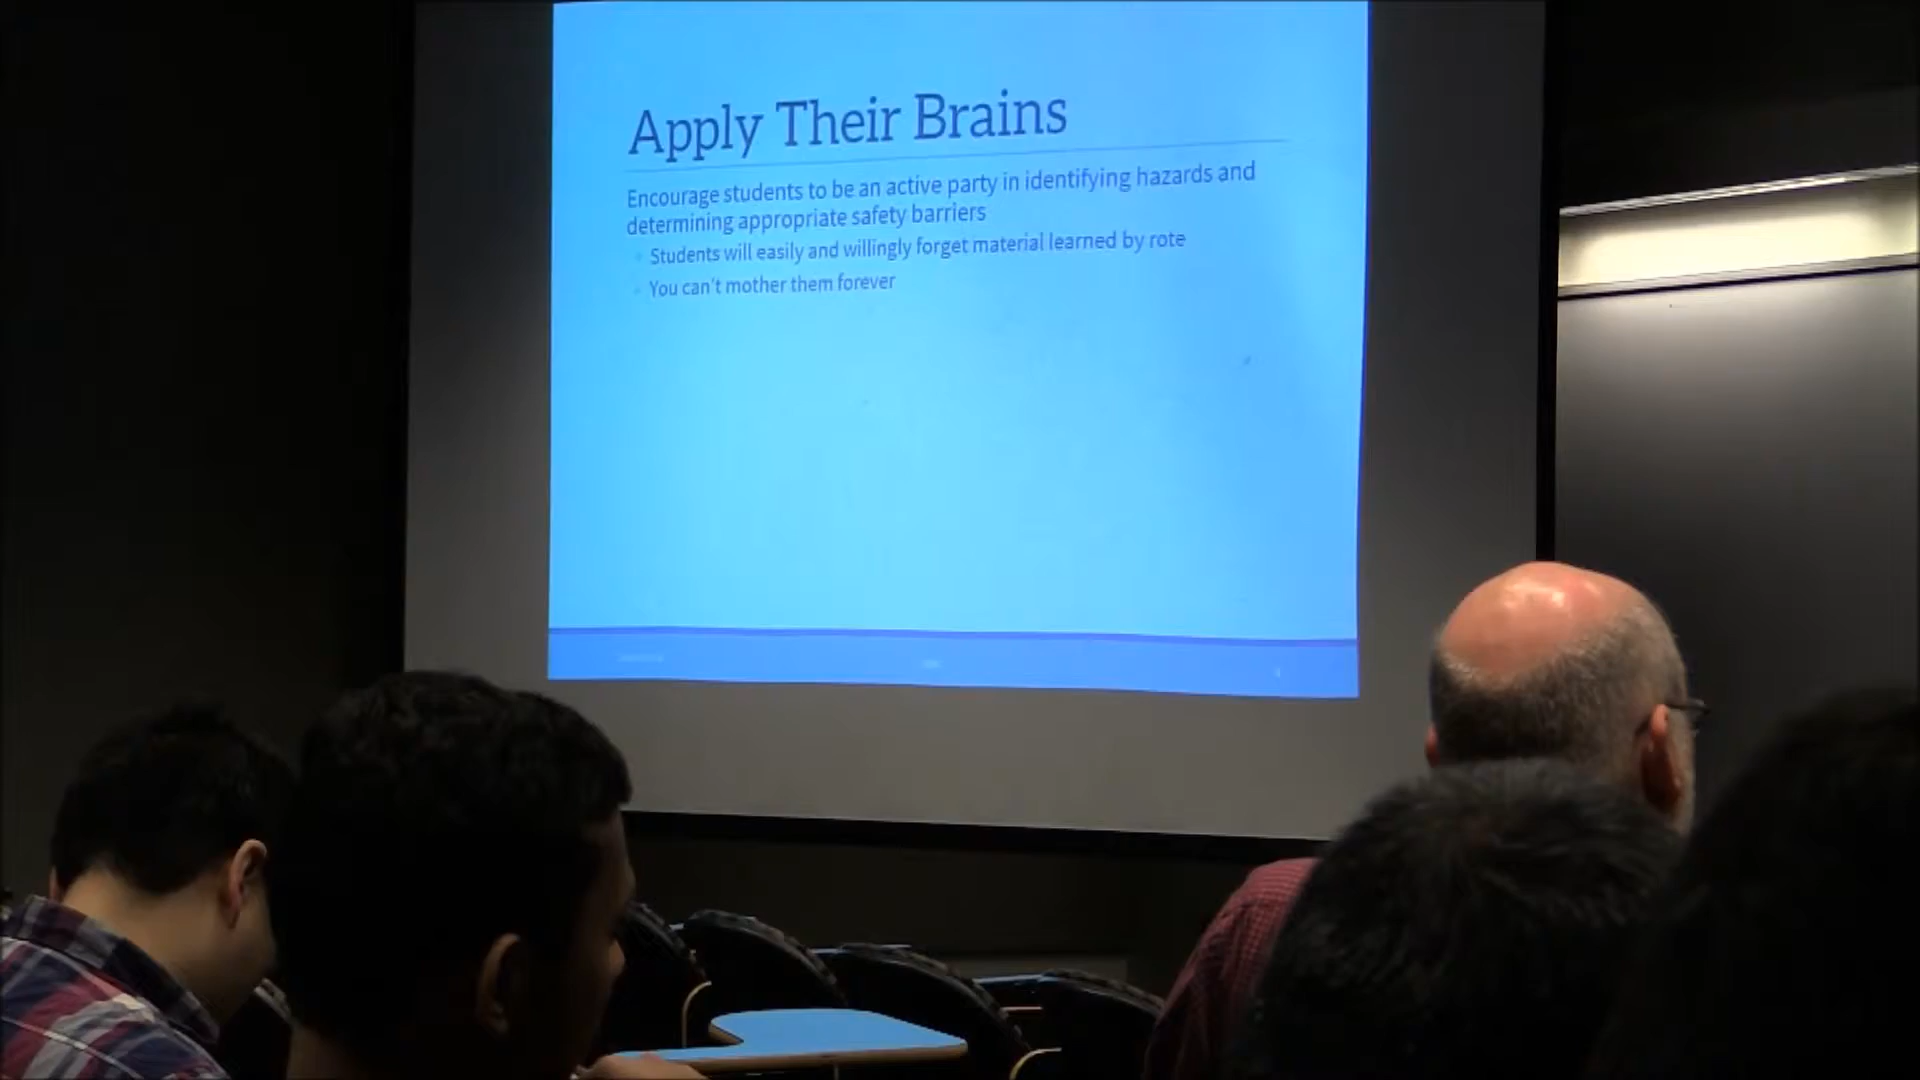 Apply Their Brains
Encourage students to be an active party in identifying hazards and
determining appropriate safety barriers
Students will easily and willingly forget material learned by rote
You can't mother them forever